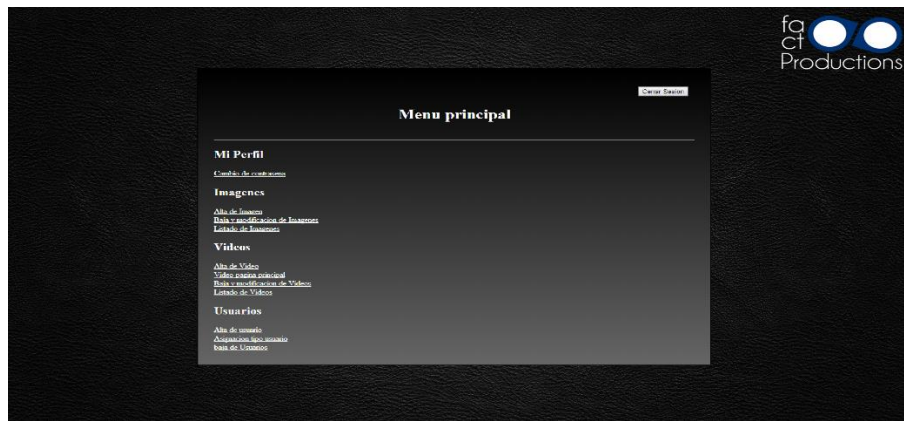 fa
ct
Productions
Cerrar Sesion
Menu principal
Mi Perfil
Cambio de contrasena
Imagenes
Alta de Imagen
Baja y modificacion de Imagenes
Listado de Imagenes
Videos
Alta de Video
Video pagina principal
Baja y modificacion de Videos
Listado de Videos
Usuarios
Alta de usuario
Asignacion tipo usuario
baja de Usuarios